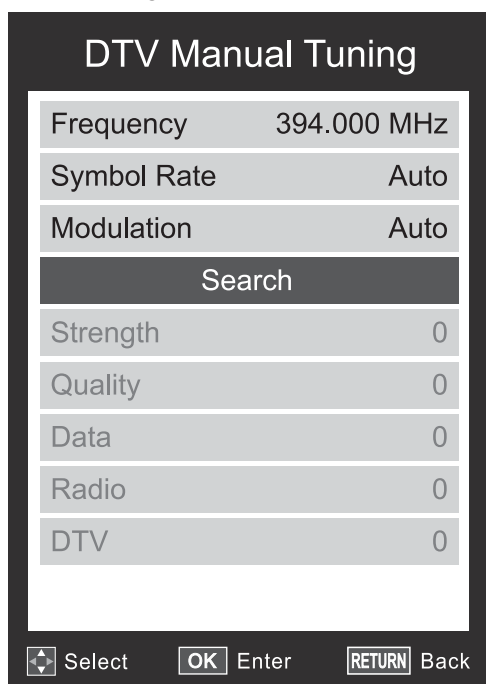 DTV Manual Tuning
Frequency 394.000 MHz
Symbol Rate Auto
Modulation Auto
Search
Strength 0
Quality 0
Data 0
Radio 0
DTV 0
Select OK Enter RETURN Back